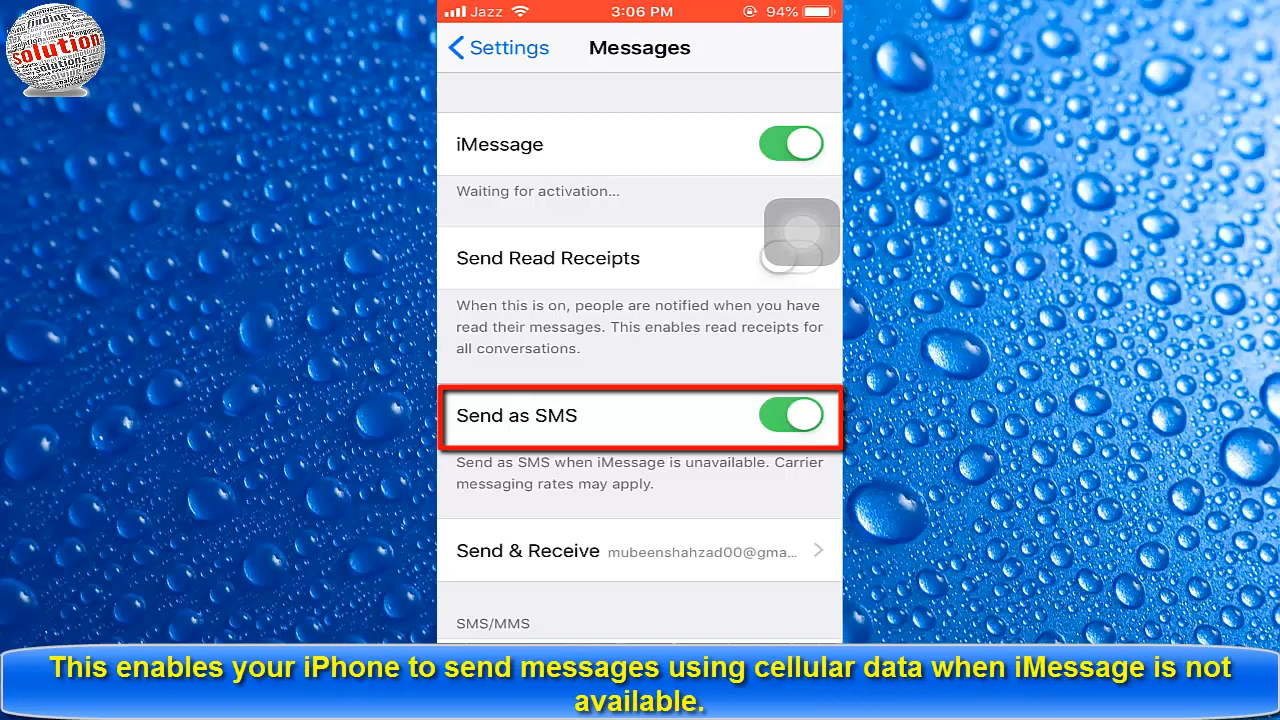 finding
solution
solutions
Jazz 3:06 PM 94%
Settings Messages
iMessage
Waiting for activation...
Send Read Receipts
When this is on, people are notified when you have
read their messages. This enables read receipts for
all conversations.
Send as SMS
Send as SMS when iMessage is unavailable. Carrier
messaging rates may apply.
Send & Receive mubeenshahzad00@gma...
SMS/MMS
This enables your iPhone to send messages using cellular data when iMessage is not
available.